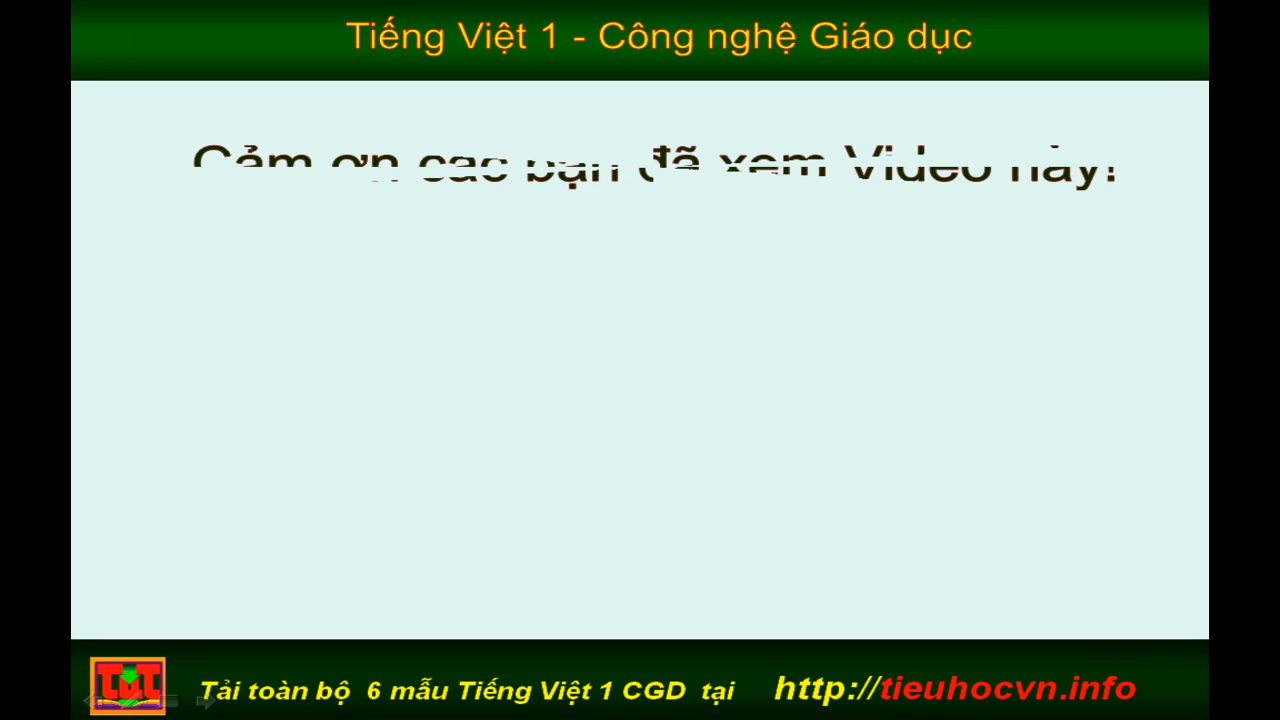 Tiếng Việt 1 - Công nghệ Giáo dục
Cảm ơn các bạn đã xem Video này!
Tải toàn bộ 6 mẫu Tiếng Việt 1 CGD tại http://tieuhocvn.info